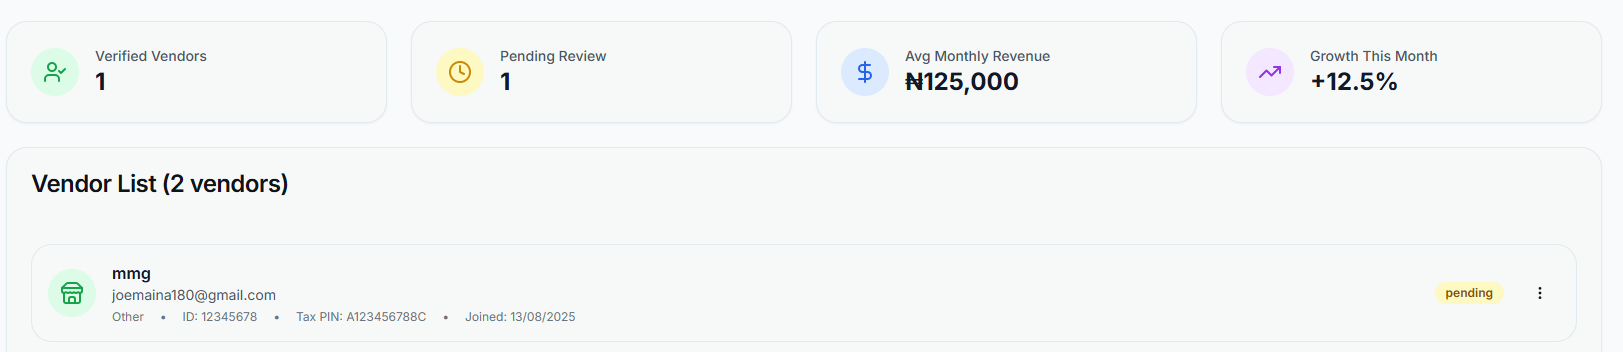 Verified Vendors
1
Pending Review
1
Avg Monthly Revenue
₦125,000
Growth This Month
+12.5%
Vendor List (2 vendors)
mmg
joemaina180@gmail.com
Other • ID: 12345678 • Tax PIN: A123456788C • Joined: 13/08/2025
pending